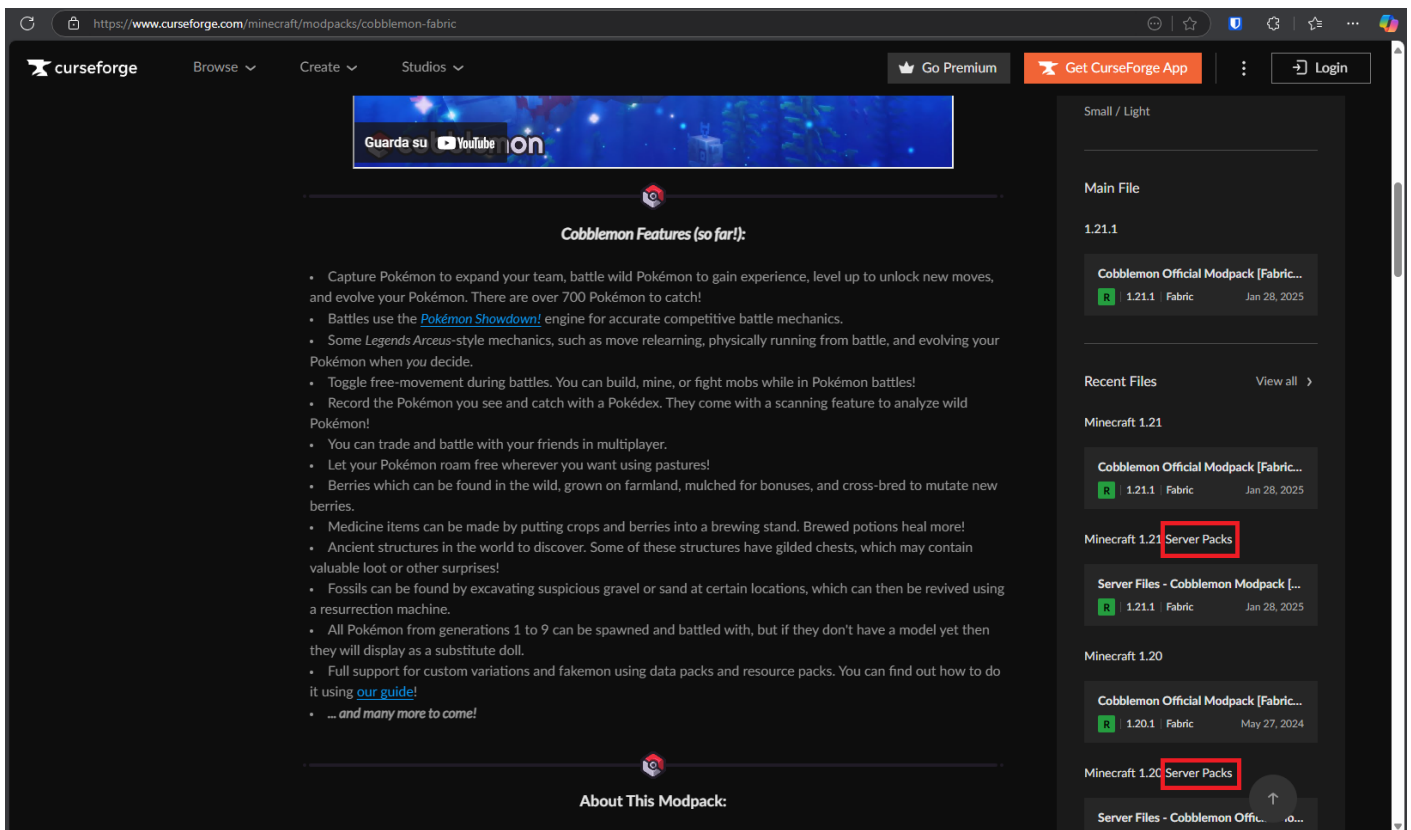 https://www.curseforge.com/minecraft/modpacks/cobblemon-fabric
curseforge
Browse
Create
Studios
Go Premium
Get CurseForge App
Login
Guarda su YouTube
Cobblemon Features (so far!):
• Capture Pokémon to expand your team, battle wild Pokémon to gain experience, level up to unlock new moves,
and evolve your Pokémon. There are over 700 Pokémon to catch!
• Battles use the Pokémon Showdown! engine for accurate competitive battle mechanics.
• Some Legends Arceus-style mechanics, such as move relearning, physically running from battle, and evolving your
Pokémon when you decide.
• Toggle free-movement during battles. You can build, mine, or fight mobs while in Pokémon battles!
• Record the Pokémon you see and catch with a Pokédex. They come with a scanning feature to analyze wild
Pokémon!
• You can trade and battle with your friends in multiplayer.
• Let your Pokémon roam free wherever you want using pastures!
• Berries which can be found in the wild, grown on farmland, mulched for bonuses, and cross-bred to mutate new
berries.
• Medicine items can be made by putting crops and berries into a brewing stand. Brewed potions heal more!
• Ancient structures in the world to discover. Some of these structures have gilded chests, which may contain
valuable loot or other surprises!
• Fossils can be found by excavating suspicious gravel or sand at certain locations, which can then be revived using
a resurrection machine.
• All Pokémon from generations 1 to 9 can be spawned and battled with, but if they don't have a model yet then
they will display as a substitute doll.
• Full support for custom variations and fakemon using data packs and resource packs. You can find out how to do
it using our guide!
• ... and many more to come!
About This Modpack:
Small / Light
Main File
1.21.1
Cobblemon Official Modpack [Fabric...
R 1.21.1 Fabric Jan 28, 2025
Recent Files View all
Minecraft 1.21
Cobblemon Official Modpack [Fabric...
R 1.21.1 Fabric Jan 28, 2025
Minecraft 1.21 Server Packs
Server Files - Cobblemon Modpack [...
R 1.21.1 Fabric Jan 28, 2025
Minecraft 1.20
Cobblemon Official Modpack [Fabric...
R 1.20.1 Fabric May 27, 2024
Minecraft 1.20 Server Packs
Server Files - Cobblemon